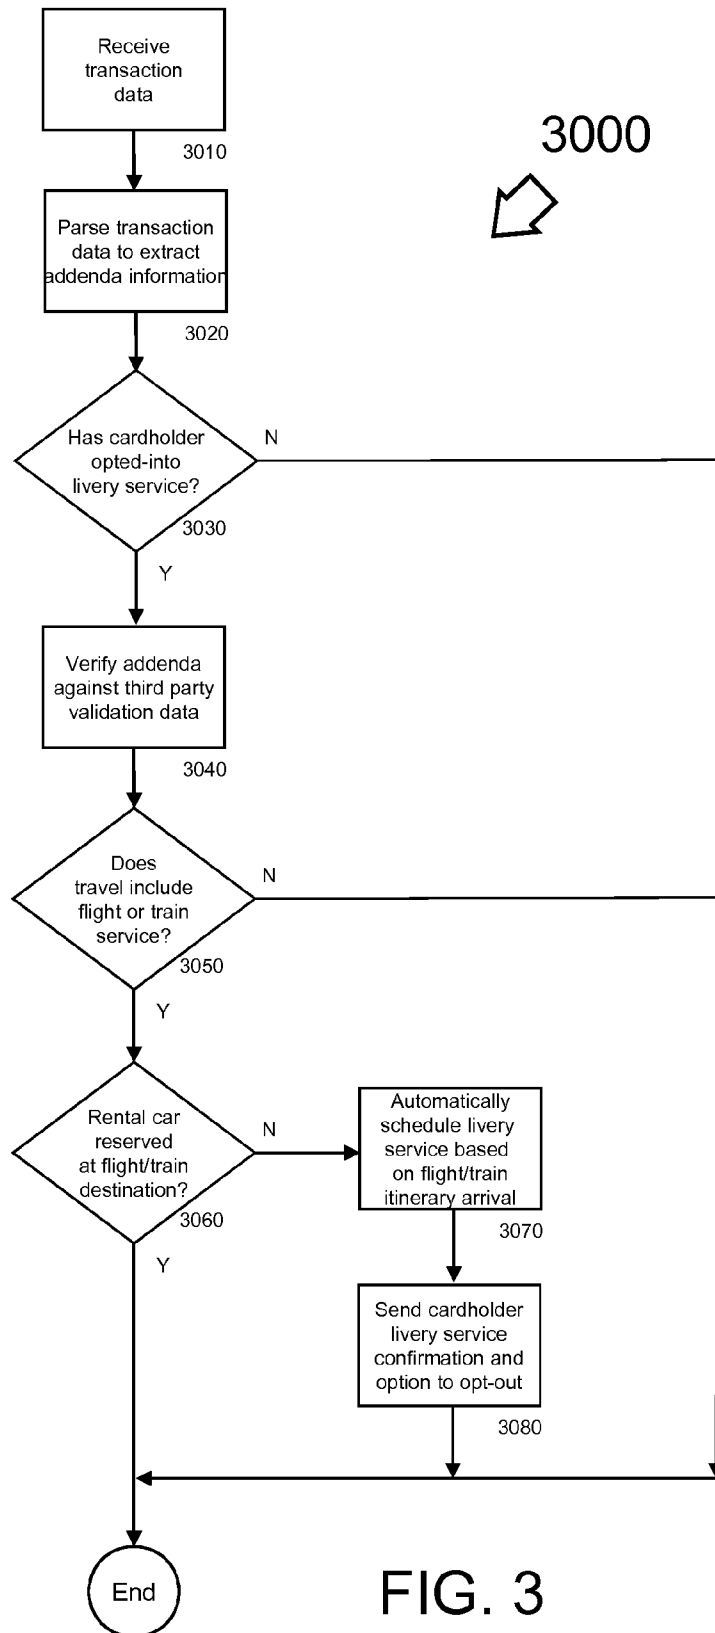 Receive
transaction
data
3010
3000
Parse transaction
data to extract
addenda information
3020
Has cardholder
opted-into
livery service?
N
3030
Y
Verify addenda
against third party
validation data
3040
Does
travel include
flight or train
service?
N
3050
Y
Rental car
reserved
at flight/train
destination?
N
3060
Y
Automatically
schedule livery
service based
on flight/train
itinerary arrival
3070
Send cardholder
livery service
confirmation and
option to opt-out
3080
End
FIG. 3